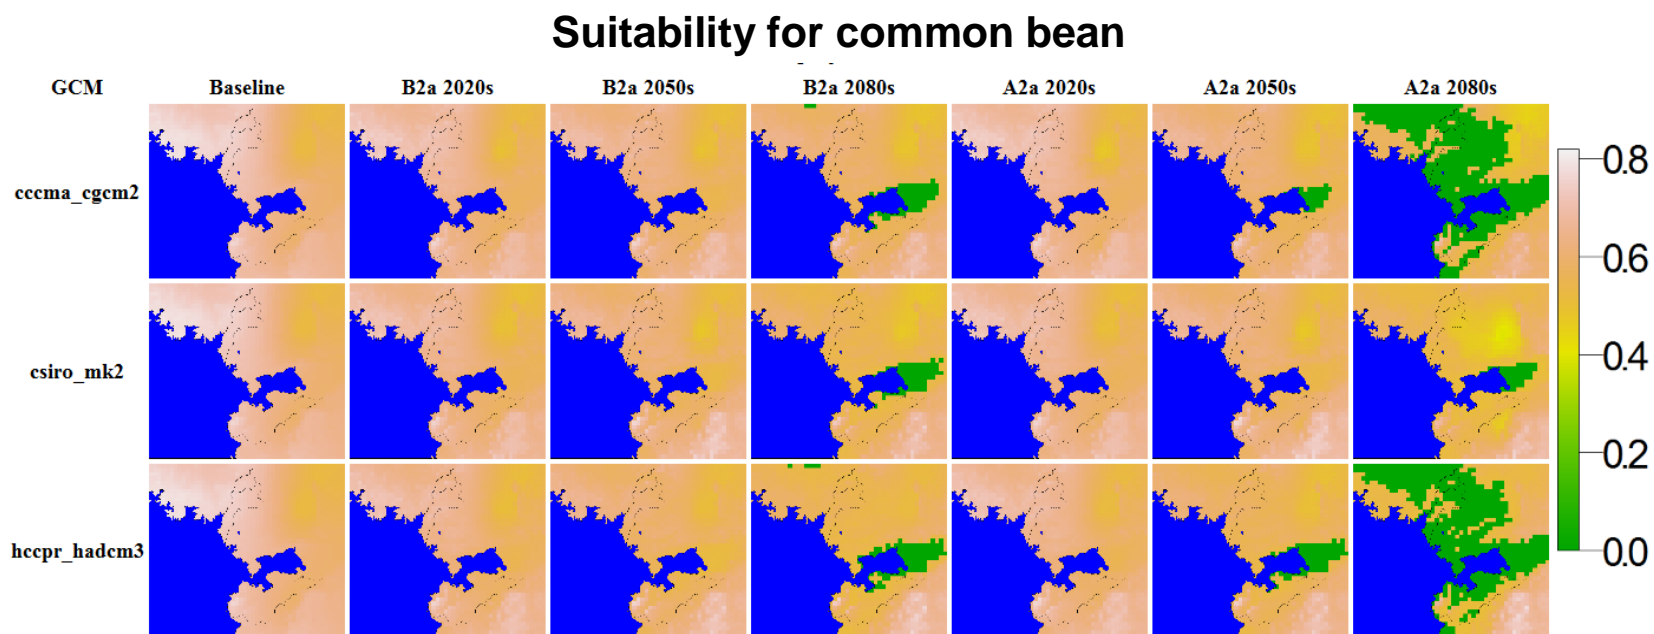 Suitability for common bean
GCM Baseline B2a 2020s B2a 2050s B2a 2080s A2a 2020s A2a 2050s A2a 2080s
cccma_cgcm2
csiro_mk2
hccpr_hadcm3
0.8
0.6
0.4
0.2
0.0